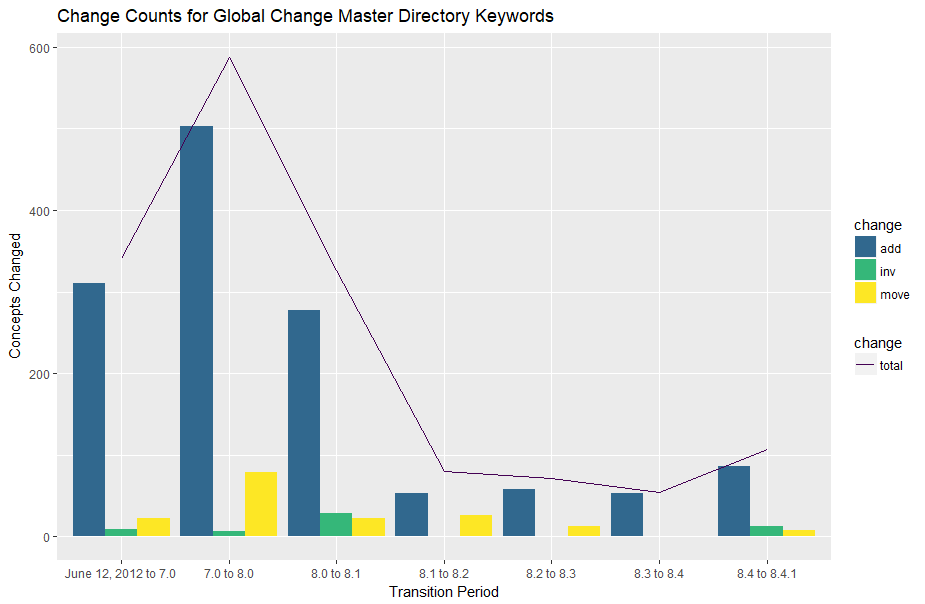 Change Counts for Global Change Master Directory Keywords
600
400
200
0
Concepts Changed
June 12, 2012 to 7.0
7.0 to 8.0
8.0 to 8.1
8.1 to 8.2
8.2 to 8.3
8.3 to 8.4
8.4 to 8.4.1
Transition Period
change
add
inv
move
change
total